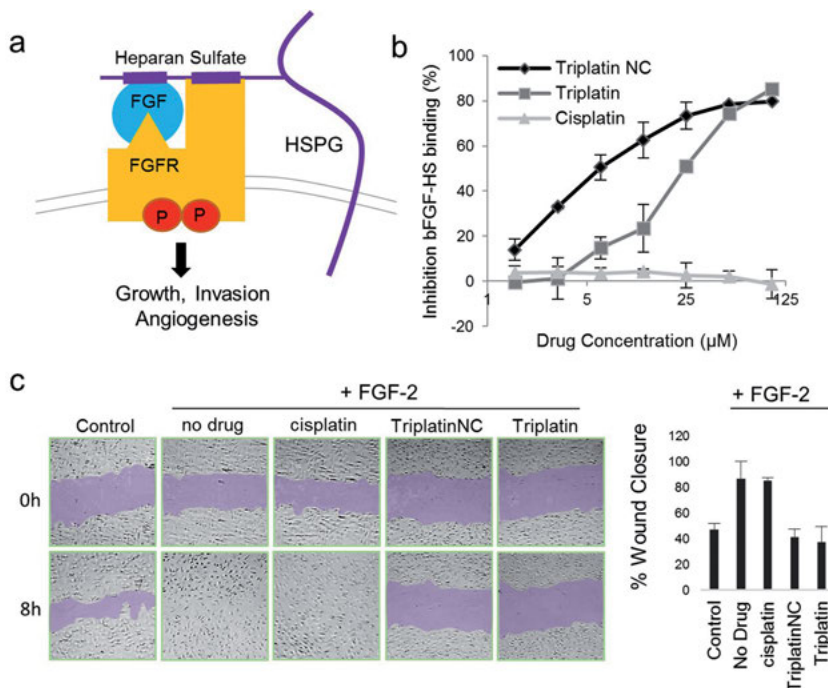 a
Heparan Sulfate
FGF
FGFR
HSPG
P P
Growth, Invasion
Angiogenesis
b
Inhibition bFGF-HS binding (%)
100
80
60
40
20
0
-20
1 5 25 125
Drug Concentration (µM)
Triplatin NC
Triplatin
Cisplatin
c
+ FGF-2
Control no drug cisplatin TriplatinNC Triplatin
0h
8h
+ FGF-2
% Wound Closure
120
100
80
60
40
20
0
Control
No Drug
cisplatin
TriplatinNC
Triplatin